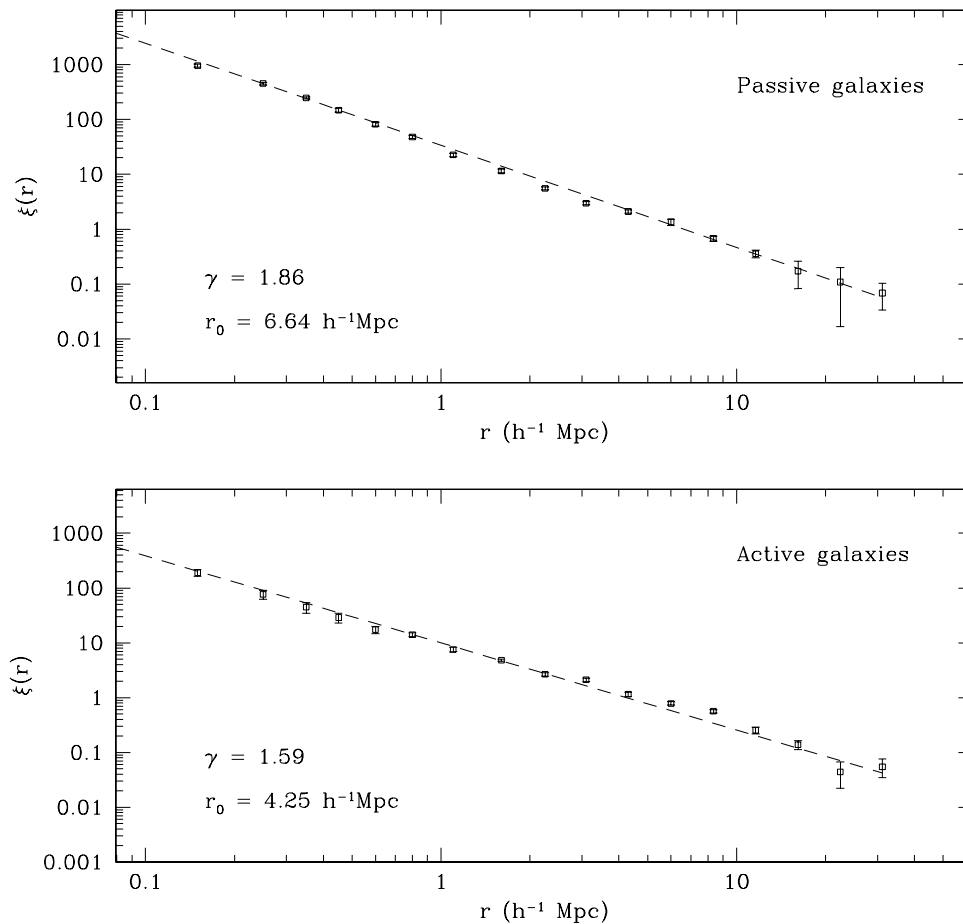 1000
100
10
1
0.1
0.01
ξ(r)
Passive galaxies
γ = 1.86
r₀ = 6.64 h⁻¹Mpc
0.1 1 10
r (h⁻¹ Mpc)
1000
100
10
1
0.1
0.01
0.001
ξ(r)
Active galaxies
γ = 1.59
r₀ = 4.25 h⁻¹Mpc
0.1 1 10
r (h⁻¹ Mpc)